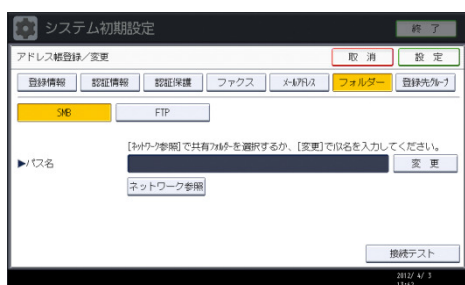 システム初期設定
終 了
アドレス帳登録／変更
取 消
設 定
登録情報
認証情報
認証保護
ファクス
メールアドレス
フォルダー
登録先グループ
SMB
FTP
[ネットワーク参照]で共有フォルダーを選択するか、[変更]でパス名を入力してください。
▶パス名
変 更
ネットワーク参照
接続テスト
2012/ 4/ 3